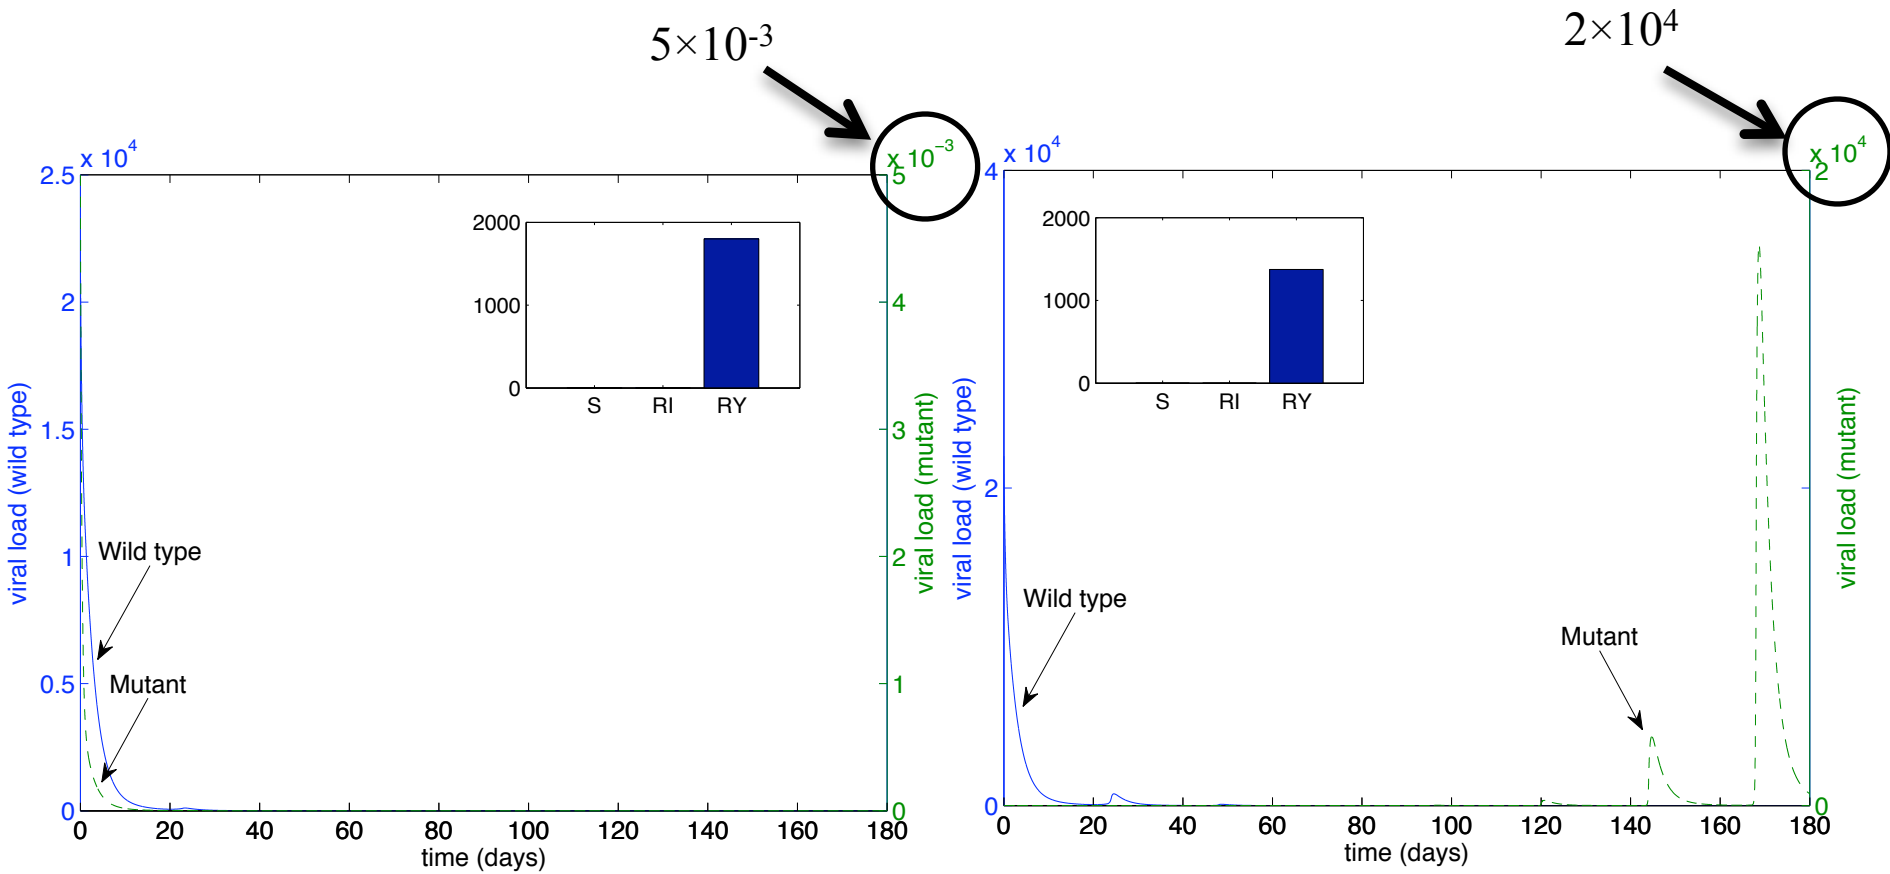 5×10⁻³
2×10⁴
x 10⁴
x 10⁻³
2.5
2
1.5
1
0.5
0
5
4
3
2
1
0
viral load (wild type)
viral load (mutant)
Wild type
Mutant
2000
1000
0
S RI RY
0 20 40 60 80 100 120 140 160 180
time (days)
x 10⁴
x 10⁴
4
2
0
2
0
viral load (wild type)
viral load (mutant)
2000
1000
0
S RI RY
Wild type
Mutant
0 20 40 60 80 100 120 140 160 180
time (days)